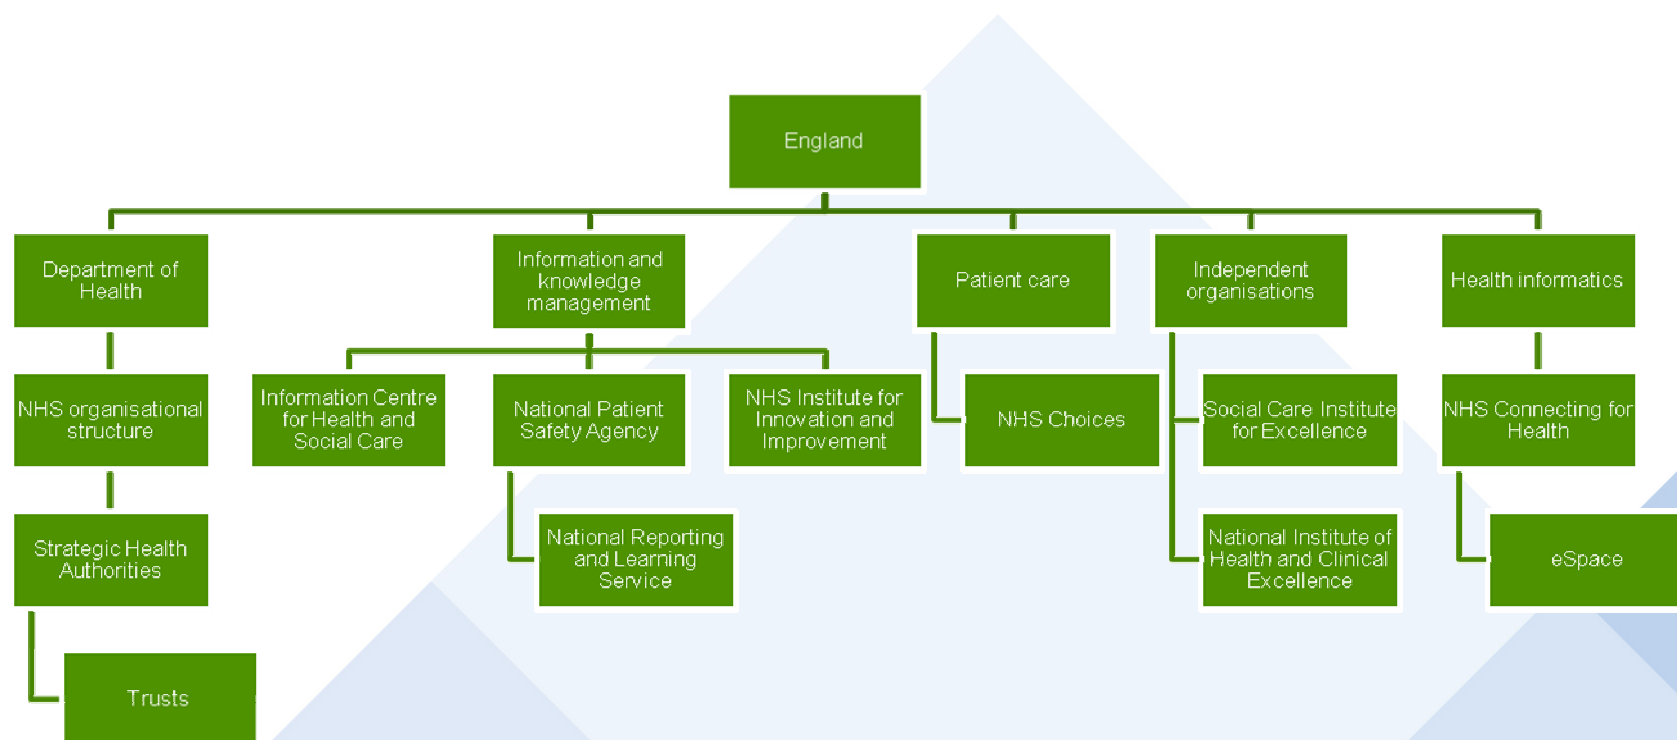 England
Department of
Health
Information and
knowledge
management
Patient care
Independent
organisations
Health informatics
NHS organisational
structure
Information Centre
for Health and
Social Care
National Patient
Safety Agency
NHS Institute for
Innovation and
Improvement
NHS Choices
Social Care Institute
for Excellence
NHS Connecting for
Health
Strategic Health
Authorities
National Reporting
and Learning
Service
National Institute of
Health and Clinical
Excellence
eSpace
Trusts